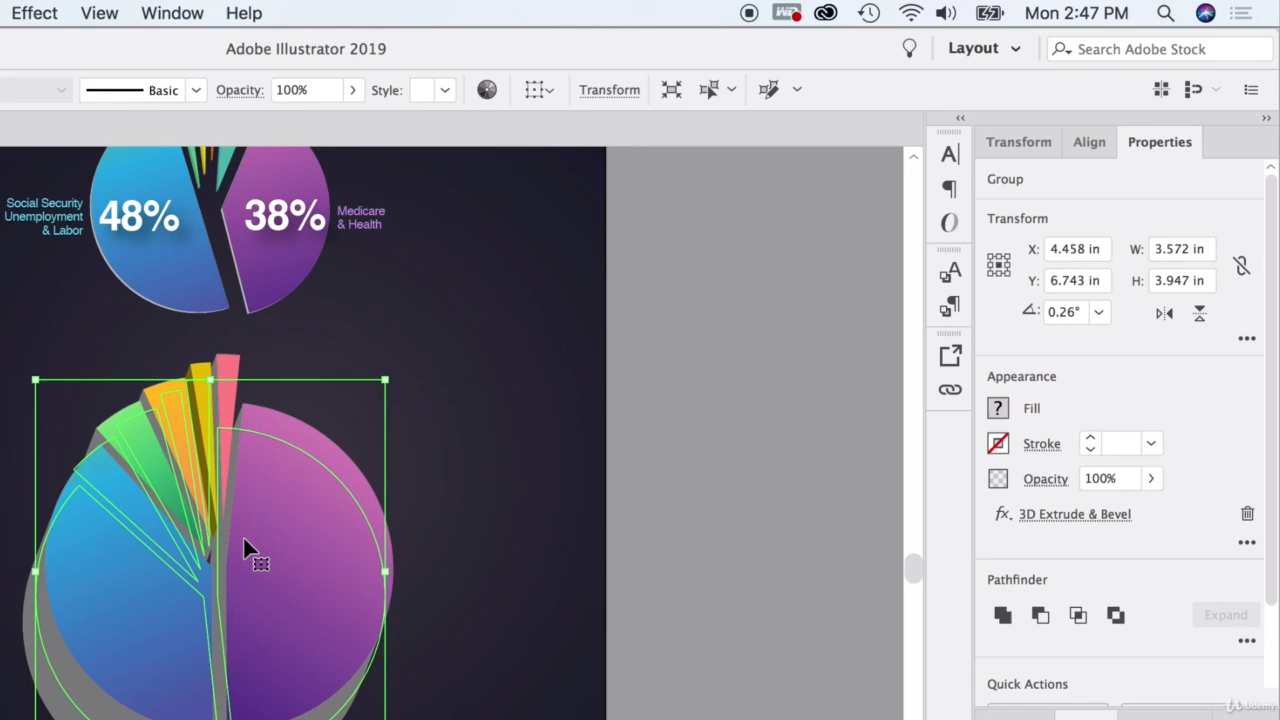 Effect View Window Help Mon 2:47 PM
Adobe Illustrator 2019 Layout Search Adobe Stock
Basic Opacity: 100% Style: Transform
Transform Align Properties
Group
Transform
X: 4.458 in W: 3.572 in
Y: 6.743 in H: 3.947 in
0.26°
Appearance
? Fill
Stroke
Opacity 100%
fx. 3D Extrude & Bevel
Pathfinder
Expand
Quick Actions
Social Security
Unemployment
& Labor
48%
38%
Medicare
& Health
Udemy